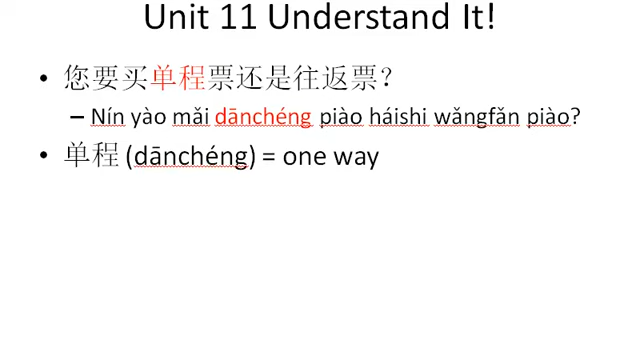 Unit 11 Understand It!
• 您要买单程票还是往返票？
– Nín yào mǎi dānchéng piào háishi wǎngfǎn piào?
• 单程 (dānchéng) = one way